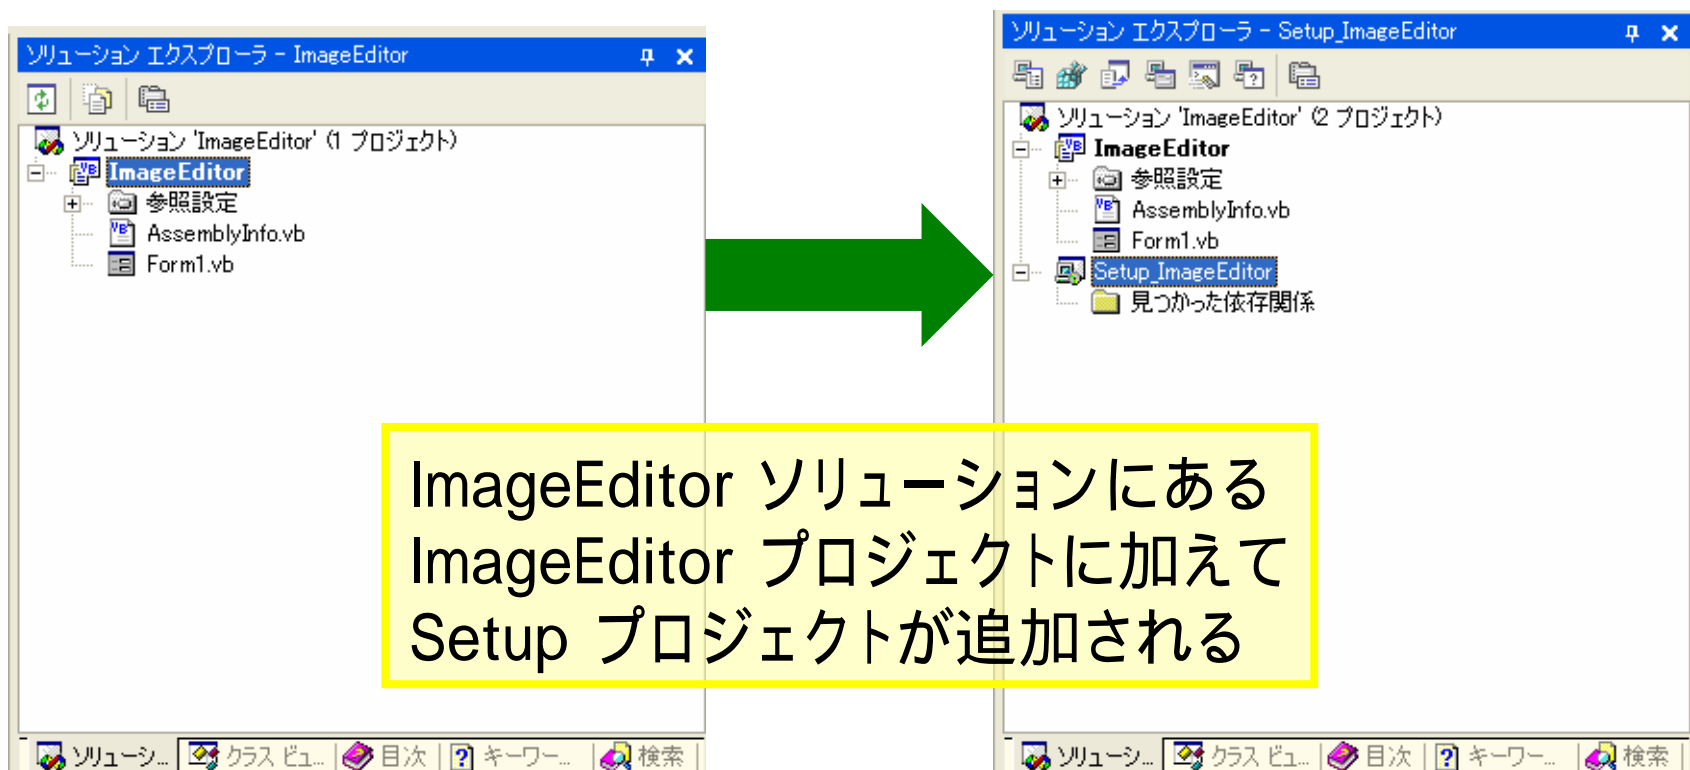 ソリューション エクスプローラ - ImageEditor
ソリューション 'ImageEditor' (1 プロジェクト)
ImageEditor
参照設定
AssemblyInfo.vb
Form1.vb
ソリューシ...
クラス ビュ...
目次
キーワー...
検索
ソリューション エクスプローラ - Setup_ImageEditor
ソリューション 'ImageEditor' (2 プロジェクト)
ImageEditor
参照設定
AssemblyInfo.vb
Form1.vb
Setup_ImageEditor
見つかった依存関係
ソリューシ...
クラス ビュ...
目次
キーワー...
検索
ImageEditor ソリューションにある
ImageEditor プロジェクトに加えて
Setup プロジェクトが追加される